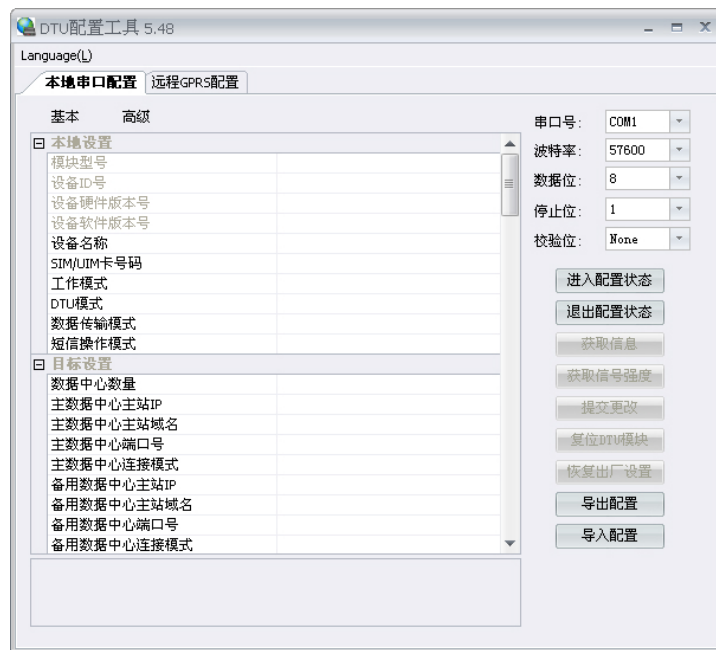 DTU配置工具 5.48
Language(L)
本地串口配置 远程GPRS配置
基本 高级
本地设置
模块型号
设备ID号
设备硬件版本号
设备软件版本号
设备名称
SIM/UIM卡号码
工作模式
DTU模式
数据传输模式
短信操作模式
目标设置
数据中心数量
主数据中心主站IP
主数据中心主站域名
主数据中心端口号
主数据中心连接模式
备用数据中心主站IP
备用数据中心主站域名
备用数据中心端口号
备用数据中心连接模式
串口号: COM1
波特率: 57600
数据位: 8
停止位: 1
校验位: None
进入配置状态
退出配置状态
获取信息
获取信号强度
提交更改
复位DTU模块
恢复出厂设置
导出配置
导入配置